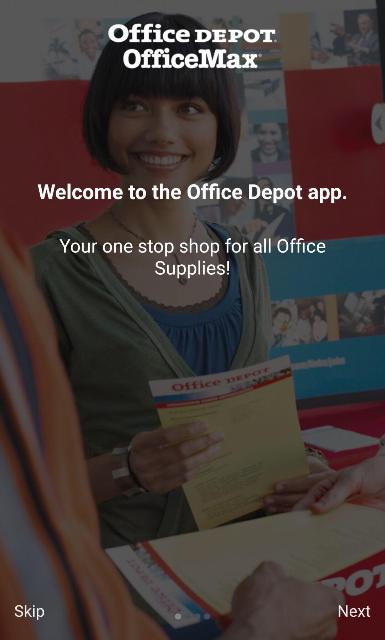 Office DEPOT
OfficeMax
Welcome to the Office Depot app.
Your one stop shop for all Office
Supplies!
Office DEPOT
Skip
Next